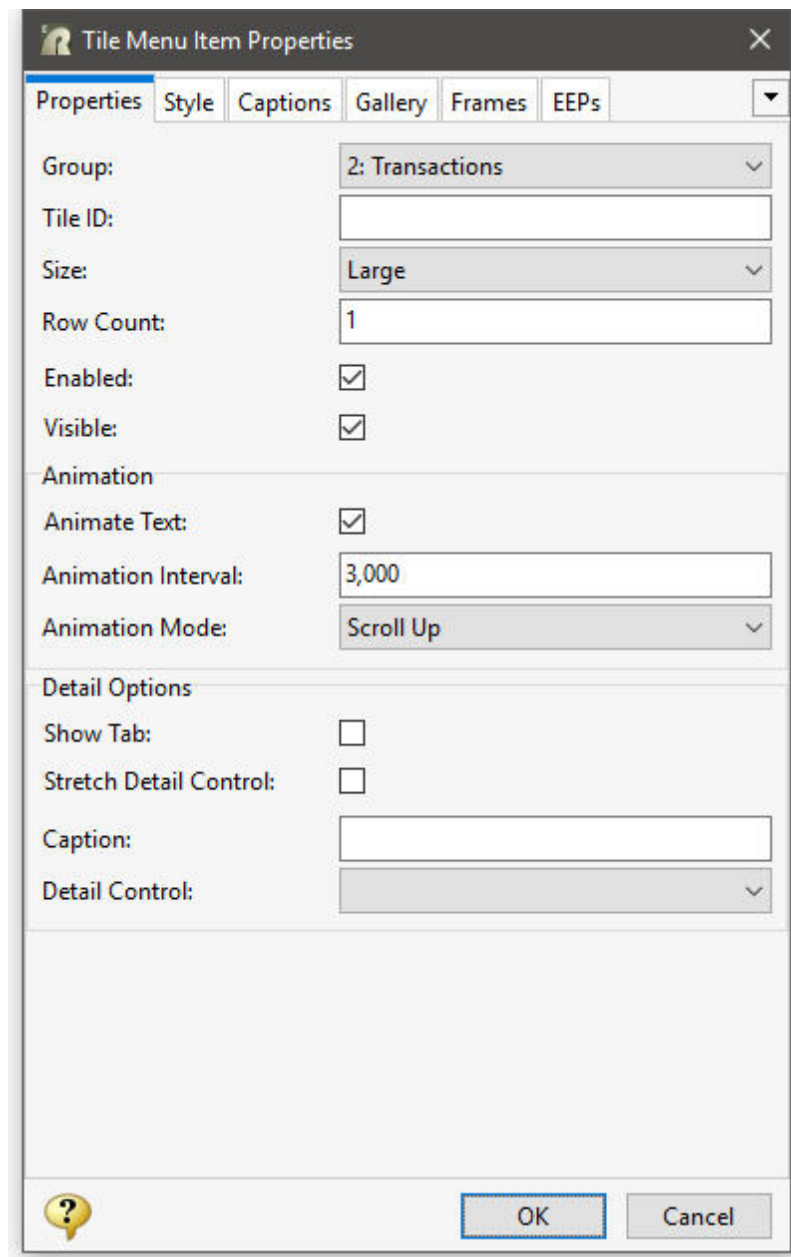 Tile Menu Item Properties
Properties Style Captions Gallery Frames EEPs
Group: 2: Transactions
Tile ID:
Size: Large
Row Count: 1
Enabled:
Visible:
Animation
Animate Text:
Animation Interval: 3,000
Animation Mode: Scroll Up
Detail Options
Show Tab:
Stretch Detail Control:
Caption:
Detail Control:
? OK Cancel